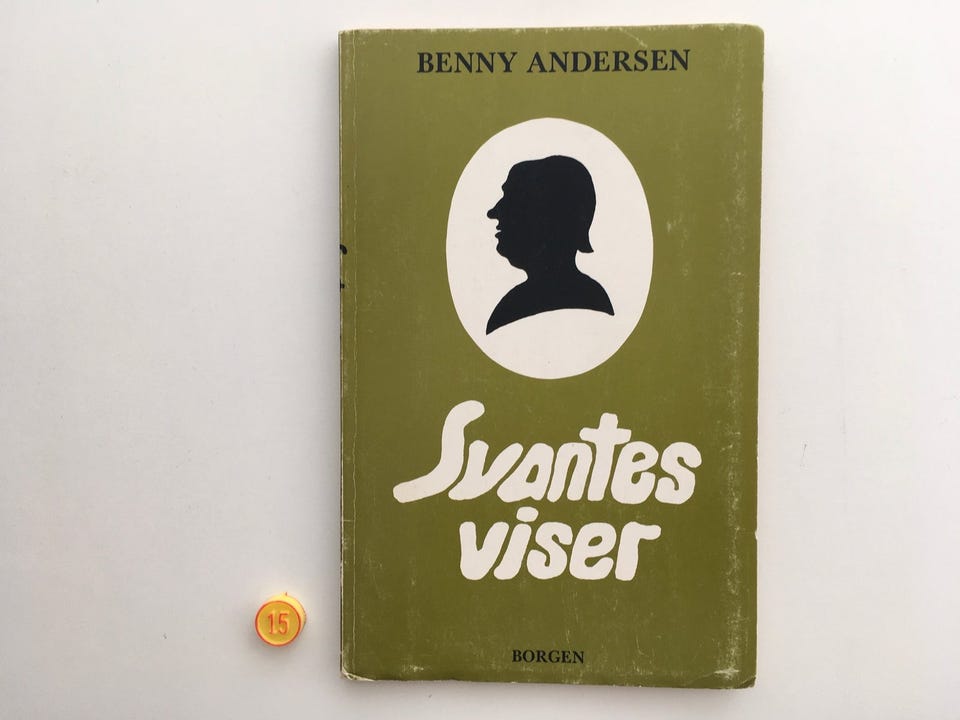 BENNY ANDERSEN
Svantes
viser
15
BORGEN